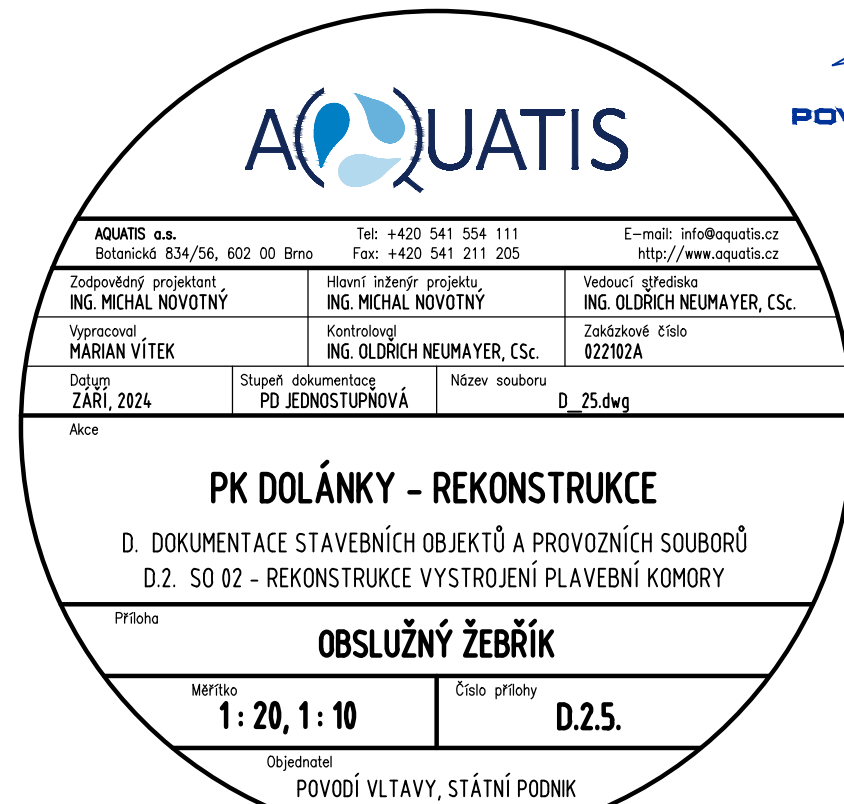 AQUATIS
POV
AQUATIS a.s.
Botanická 834/56, 602 00 Brno
Tel: +420 541 554 111
Fax: +420 541 211 205
E-mail: info@aquatis.cz
http://www.aquatis.cz
Zodpovědný projektant
ING. MICHAL NOVOTNÝ
Hlavní inženýr projektu
ING. MICHAL NOVOTNÝ
Vedoucí střediska
ING. OLDŘICH NEUMAYER, CSc.
Vypracoval
MARIAN VÍTEK
Kontroloval
ING. OLDŘICH NEUMAYER, CSc.
Zakázkové číslo
022102A
Datum
ZÁŘÍ, 2024
Stupeň dokumentace
PD JEDNOSTUPŇOVÁ
Název souboru
D_25.dwg
Akce
PK DOLÁNKY - REKONSTRUKCE
D. DOKUMENTACE STAVEBNÍCH OBJEKTŮ A PROVOZNÍCH SOUBORŮ
D.2. SO 02 - REKONSTRUKCE VYSTROJENÍ PLAVEBNÍ KOMORY
Příloha
OBSLUŽNÝ ŽEBŘÍK
Měřítko
1 : 20, 1 : 10
Číslo přílohy
D.2.5.
Objednatel
POVODÍ VLTAVY, STÁTNÍ PODNIK